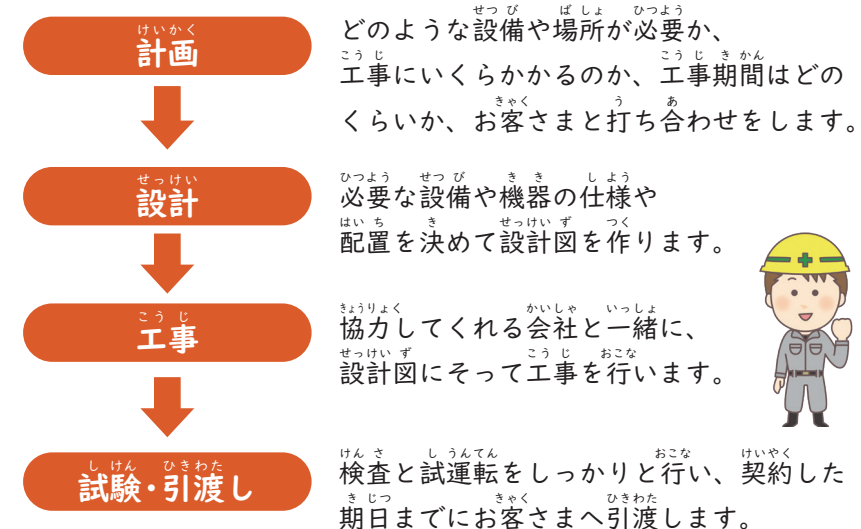 けいかく
計画
せつび ばしょ ひつよう
どのような設備や場所が必要か、
こうじ こうじきかん
工事にいくらかかるのか、工事期間はどの
きゃく う あ
くらいか、お客さまと打ち合わせをします。
せっけい
設計
ひつよう せつび きき しよう
必要な設備や機器の仕様や
はいち き せっけいず つく
配置を決めて設計図を作ります。
こうじ
工事
きょうりょく かいしゃ いっしょ
協力してくれる会社と一緒に、
せっけいず こうじ おこな
設計図にそって工事を行います。
しけん ひきわた
試験・引渡し
けんさ しうんてん おこな けいやく
検査と試運転をしっかりと行い、契約した
きじつ きゃく ひきわた
期日までにお客さまへ引渡します。